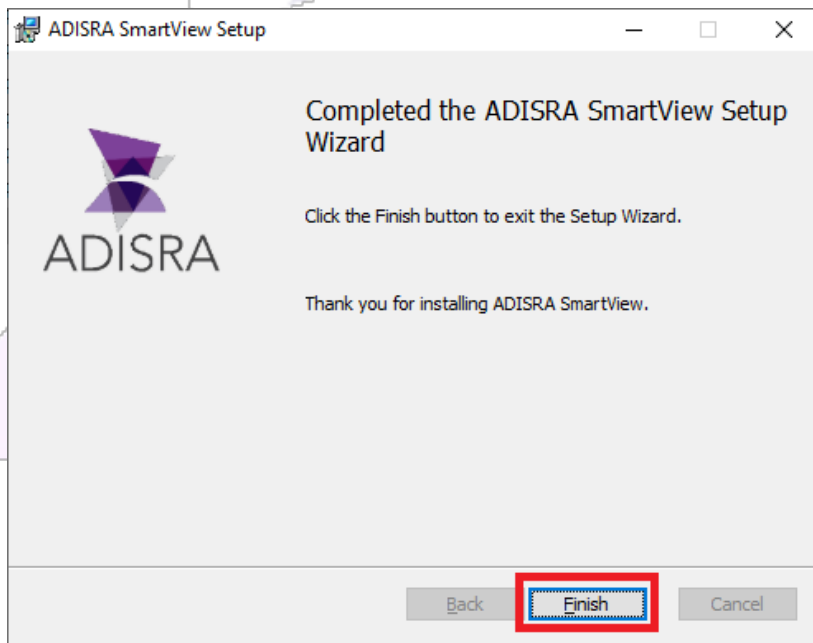 ADISRA SmartView Setup
Completed the ADISRA SmartView Setup
Wizard
Click the Finish button to exit the Setup Wizard.
ADISRA
Thank you for installing ADISRA SmartView.
Back Finish Cancel